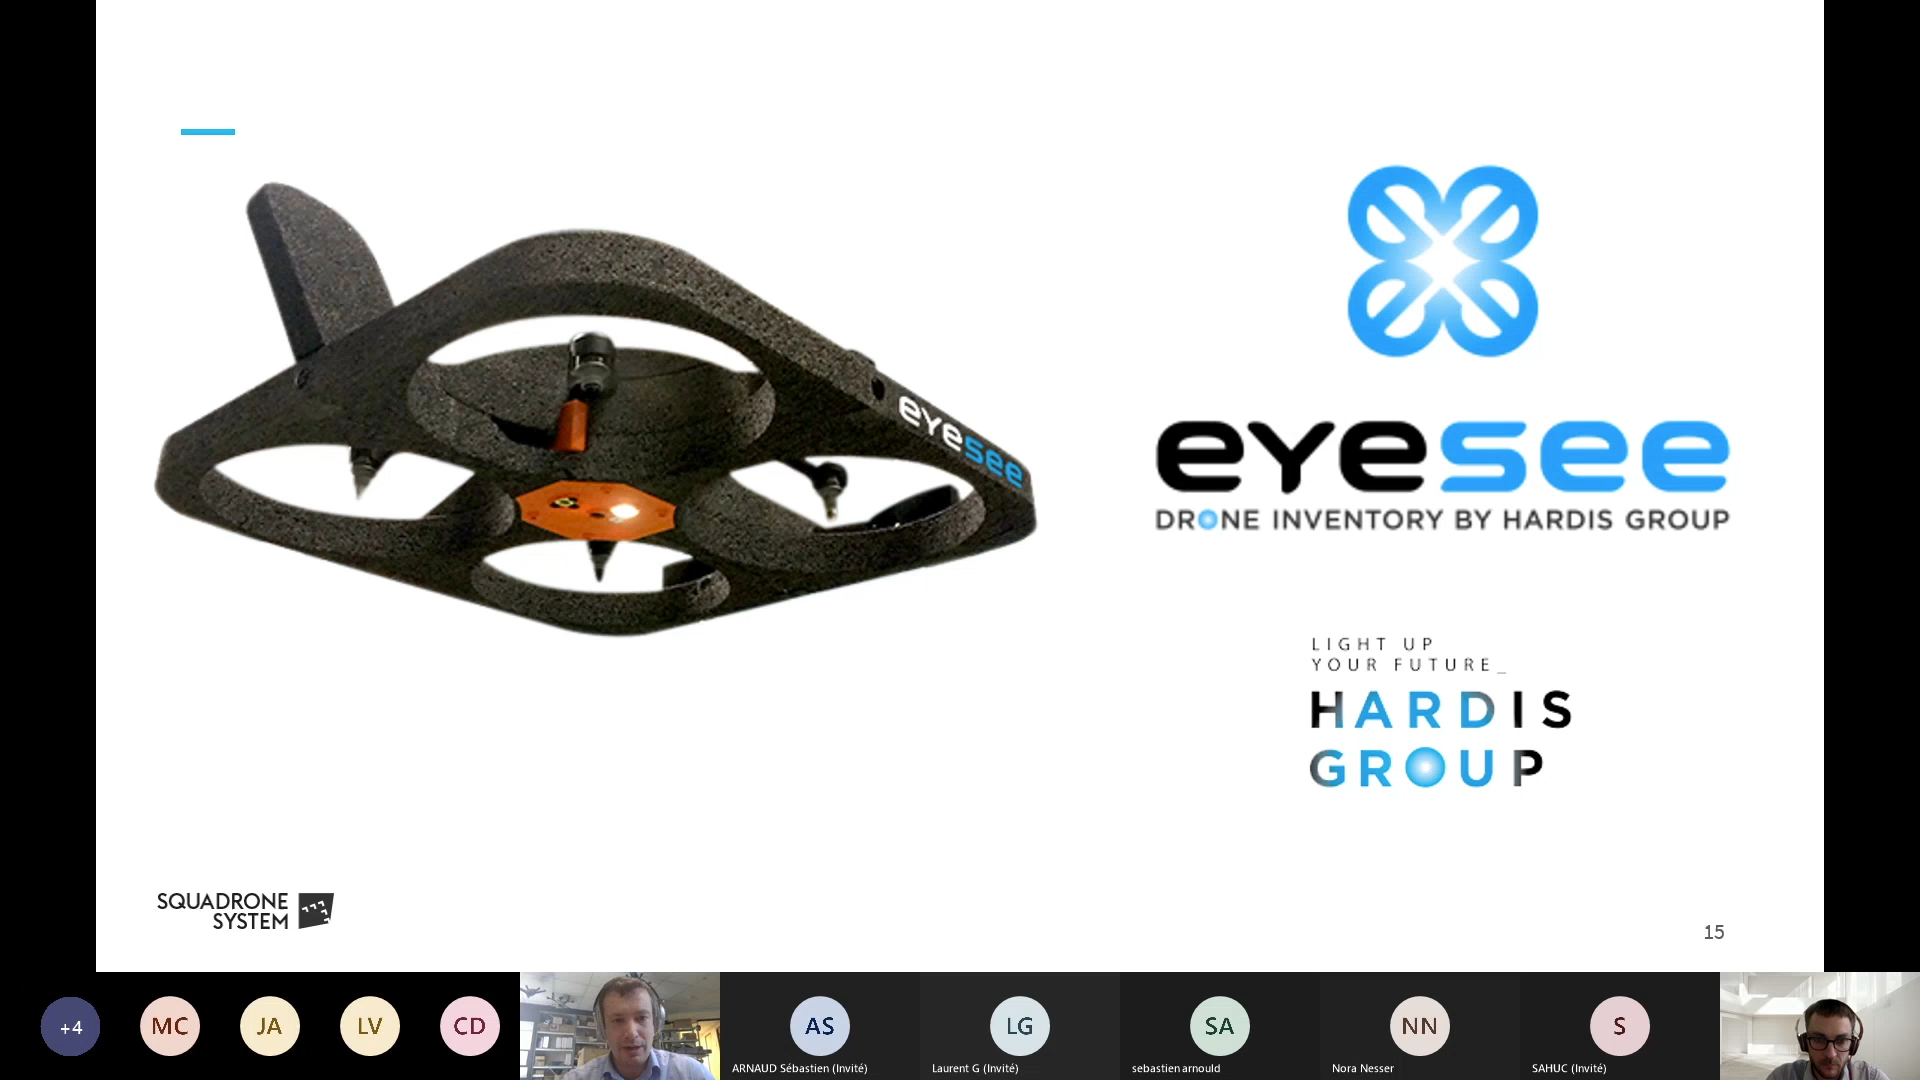 eyesee
eyesee
DRONE INVENTORY BY HARDIS GROUP
LIGHT UP
YOUR FUTURE_
HARDIS
GROUP
SQUADRONE
SYSTEM
15
+4
MC
JA
LV
CD
AS
LG
SA
NN
S
ARNAUD Sébastien (Invité)
Laurent G (Invité)
sebastien arnould
Nora Nesser
SAHUC (Invité)